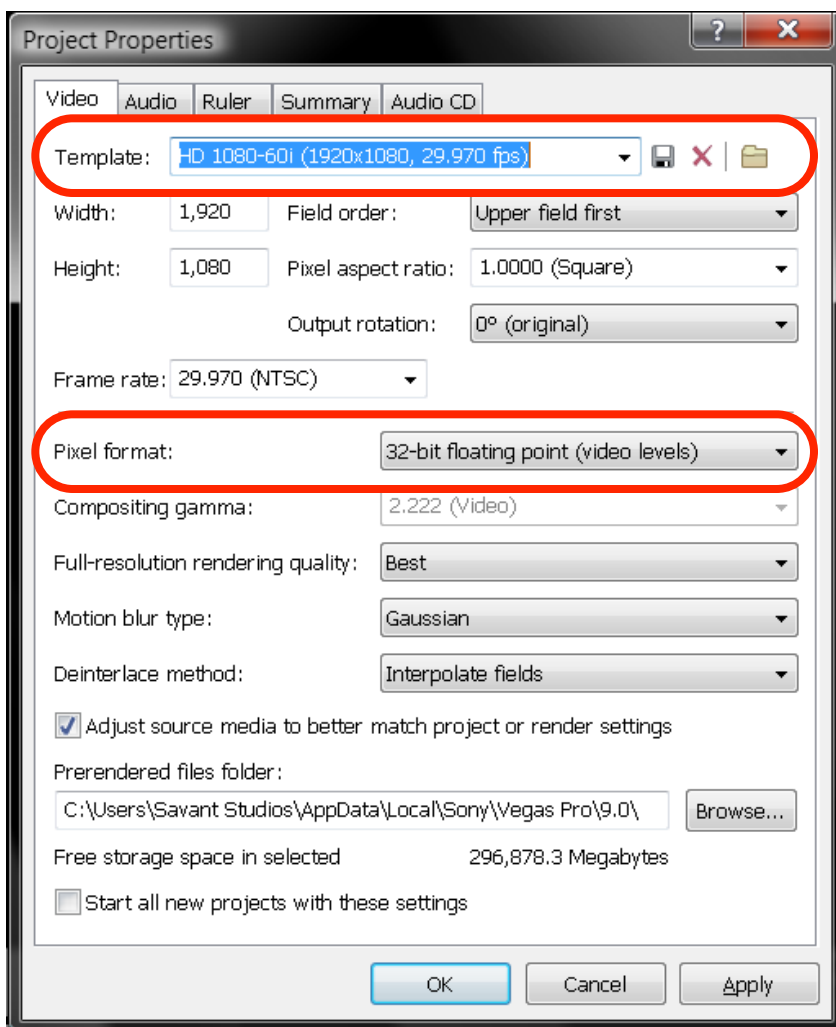 Project Properties
?
Video Audio Ruler Summary Audio CD
Template: HD 1080-60i (1920x1080, 29.970 fps)
Width: 1,920 Field order: Upper field first
Height: 1,080 Pixel aspect ratio: 1.0000 (Square)
Output rotation: 0º (original)
Frame rate: 29.970 (NTSC)
Pixel format: 32-bit floating point (video levels)
Compositing gamma: 2.222 (Video)
Full-resolution rendering quality: Best
Motion blur type: Gaussian
Deinterlace method: Interpolate fields
Adjust source media to better match project or render settings
Prerendered files folder:
C:\Users\Savant Studios\AppData\Local\Sony\Vegas Pro\9.0\ Browse...
Free storage space in selected 296,878.3 Megabytes
Start all new projects with these settings
OK Cancel Apply